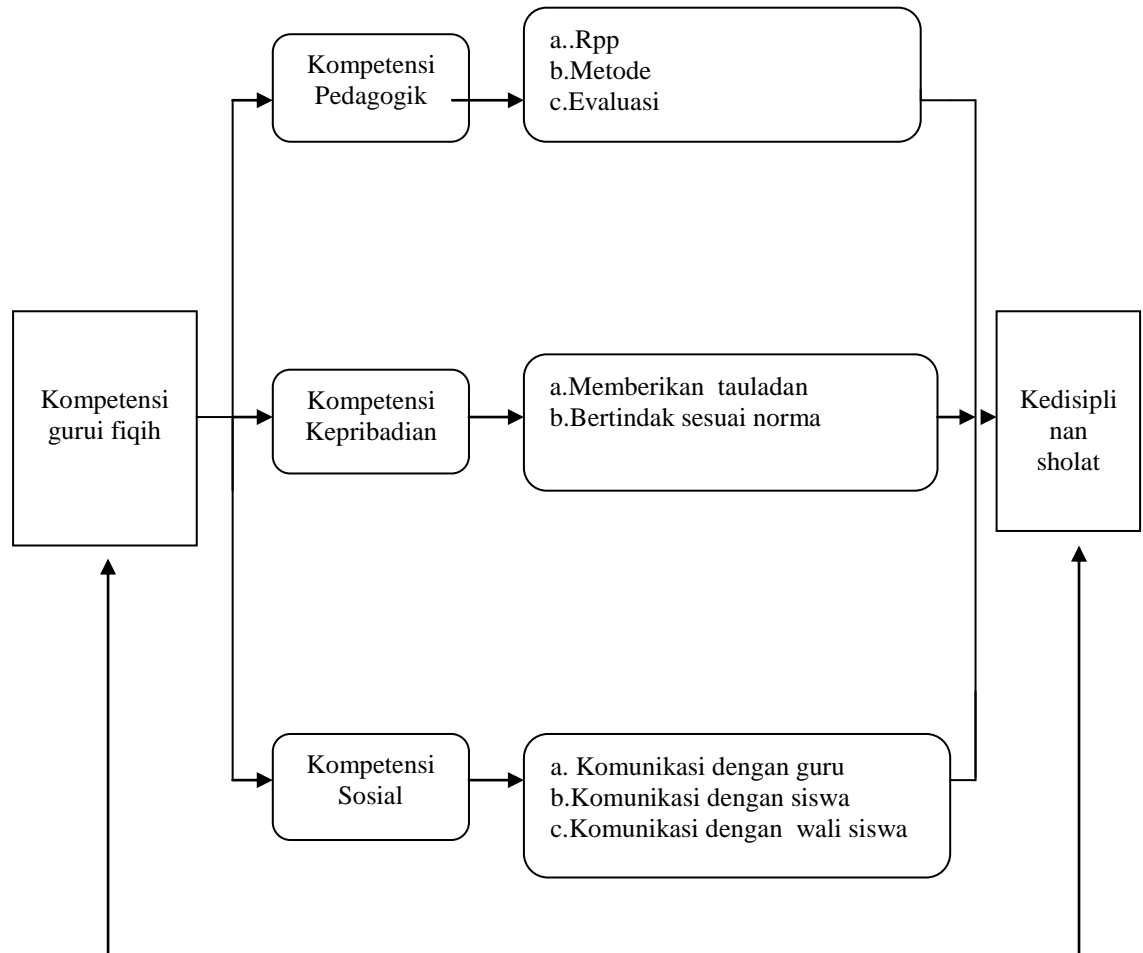 Kompetensi
Pedagogik
a..Rpp
b.Metode
c.Evaluasi
Kompetensi
gurui fiqih
Kompetensi
Kepribadian
a.Memberikan  tauladan
b.Bertindak sesuai norma
Kedisipli
nan
sholat
Kompetensi
Sosial
a. Komunikasi dengan guru
b.Komunikasi dengan siswa
c.Komunikasi dengan  wali siswa